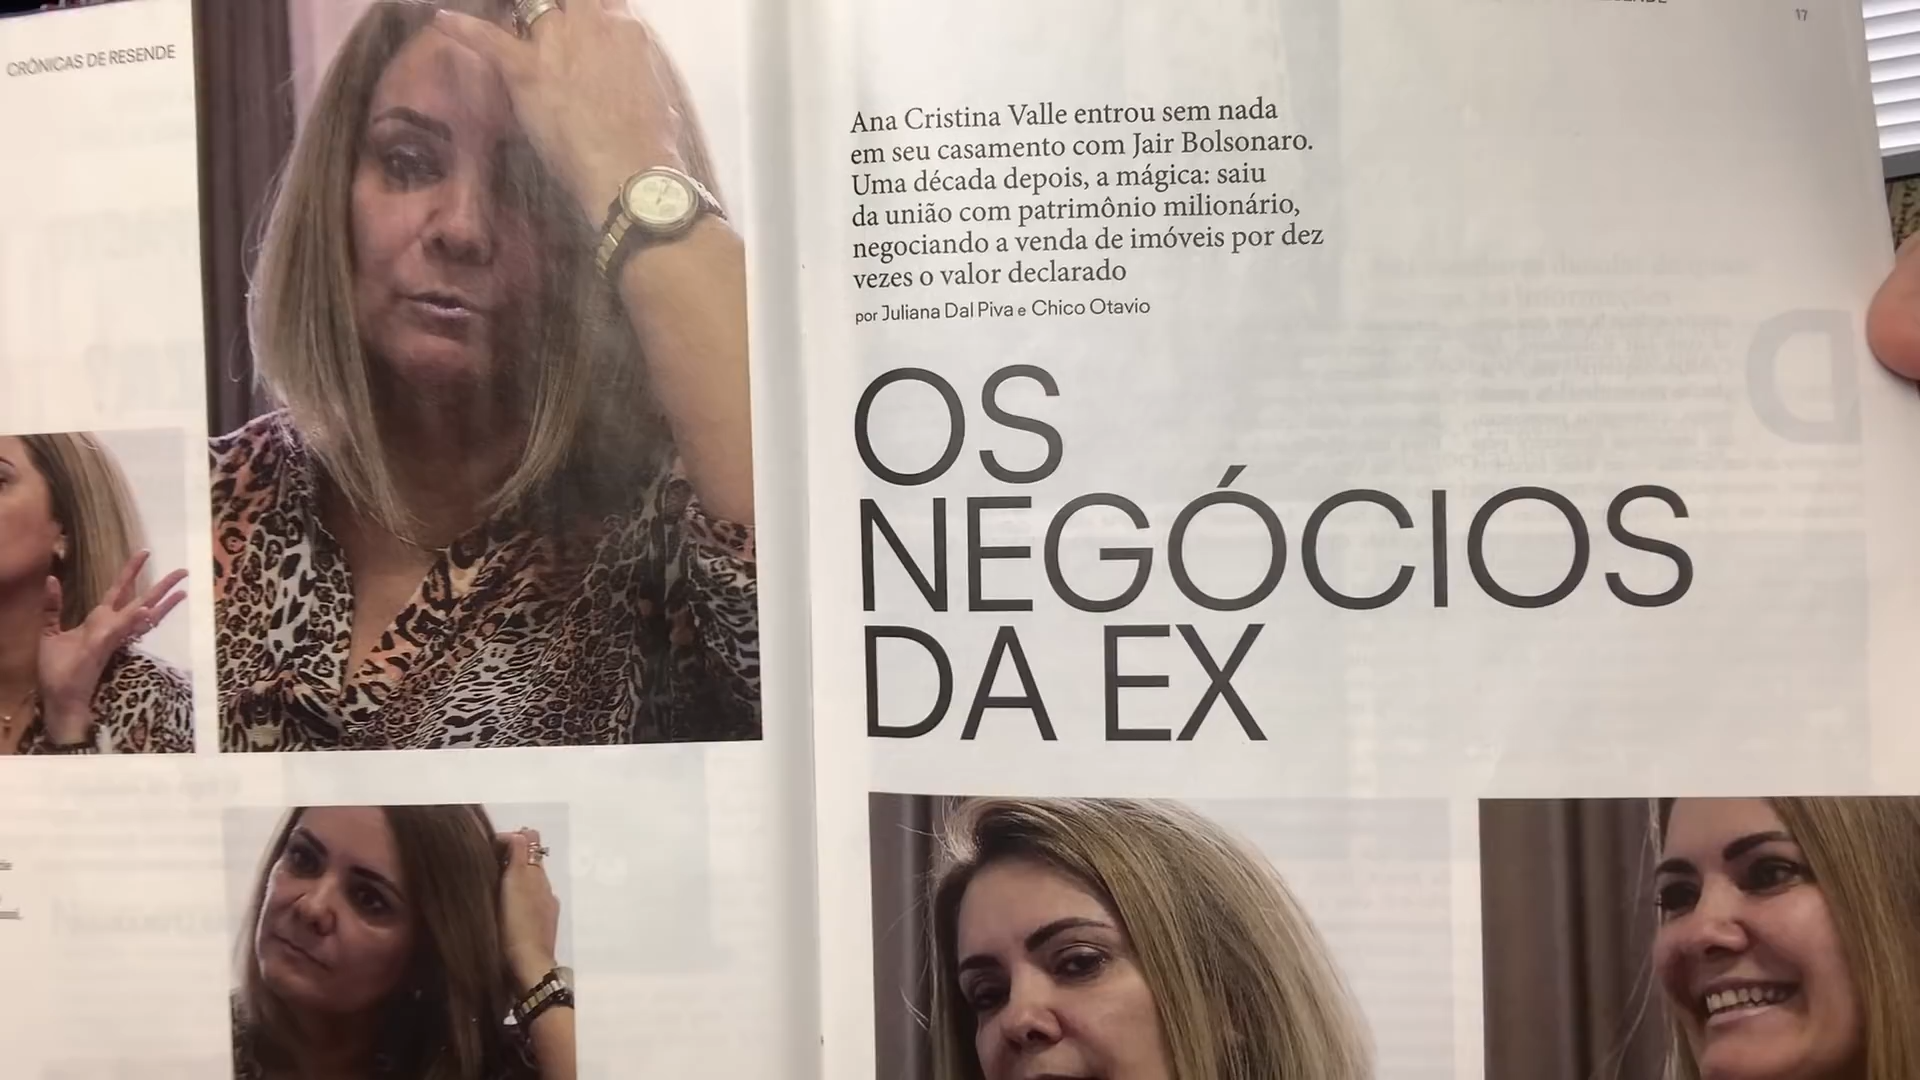 CRÔNICAS DE RESENDE
17
Ana Cristina Valle entrou sem nada
em seu casamento com Jair Bolsonaro.
Uma década depois, a mágica: saiu
da união com patrimônio milionário,
negociando a venda de imóveis por dez
vezes o valor declarado
por Juliana Dal Piva e Chico Otavio
OS
NEGÓCIOS
DA EX